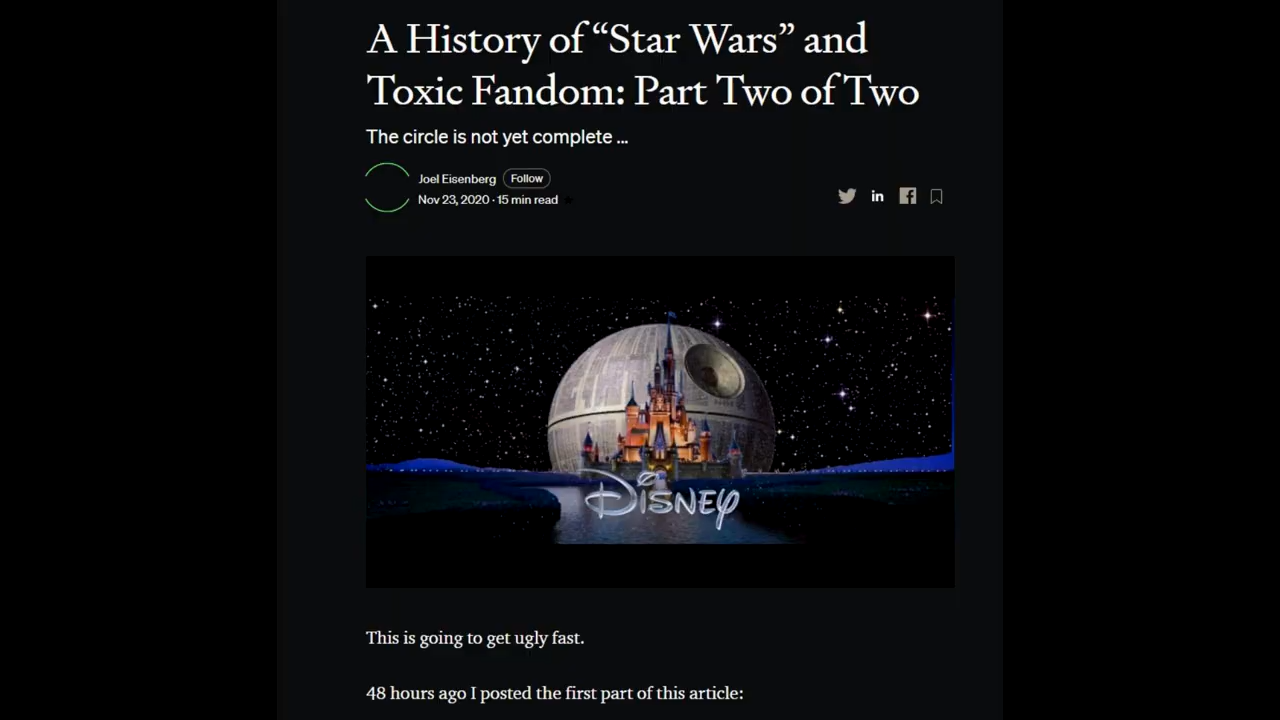 A History of “Star Wars” and
Toxic Fandom: Part Two of Two
The circle is not yet complete ...
Joel Eisenberg Follow
Nov 23, 2020 · 15 min read
DISNEY
This is going to get ugly fast.
48 hours ago I posted the first part of this article: